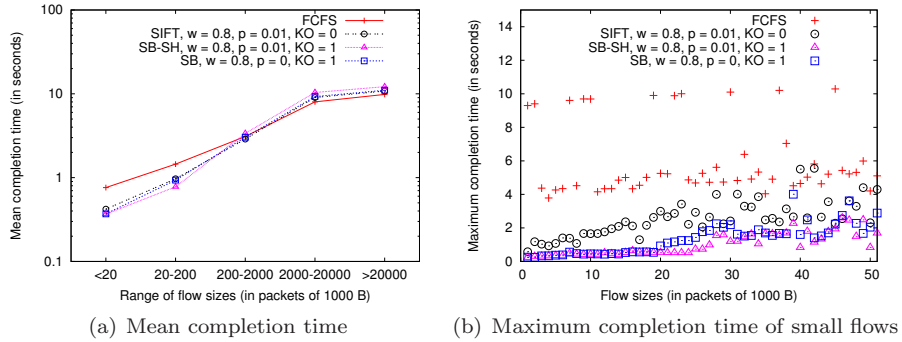 100
10
1
0.1
Mean completion time (in seconds)
FCFS
SIFT, w = 0.8, p = 0.01, KO = 0
SB-SH, w = 0.8, p = 0.01, KO = 1
SB, w = 0.8, p = 0, KO = 1
<20
20-200
200-2000
2000-20000
>20000
Range of flow sizes (in packets of 1000 B)
(a) Mean completion time
14
12
10
8
6
4
2
0
Maximum completion time (in seconds)
FCFS
SIFT, w = 0.8, p = 0.01, KO = 0
SB-SH, w = 0.8, p = 0.01, KO = 1
SB, w = 0.8, p = 0, KO = 1
0
10
20
30
40
50
Flow sizes (in packets of 1000 B)
(b) Maximum completion time of small flows